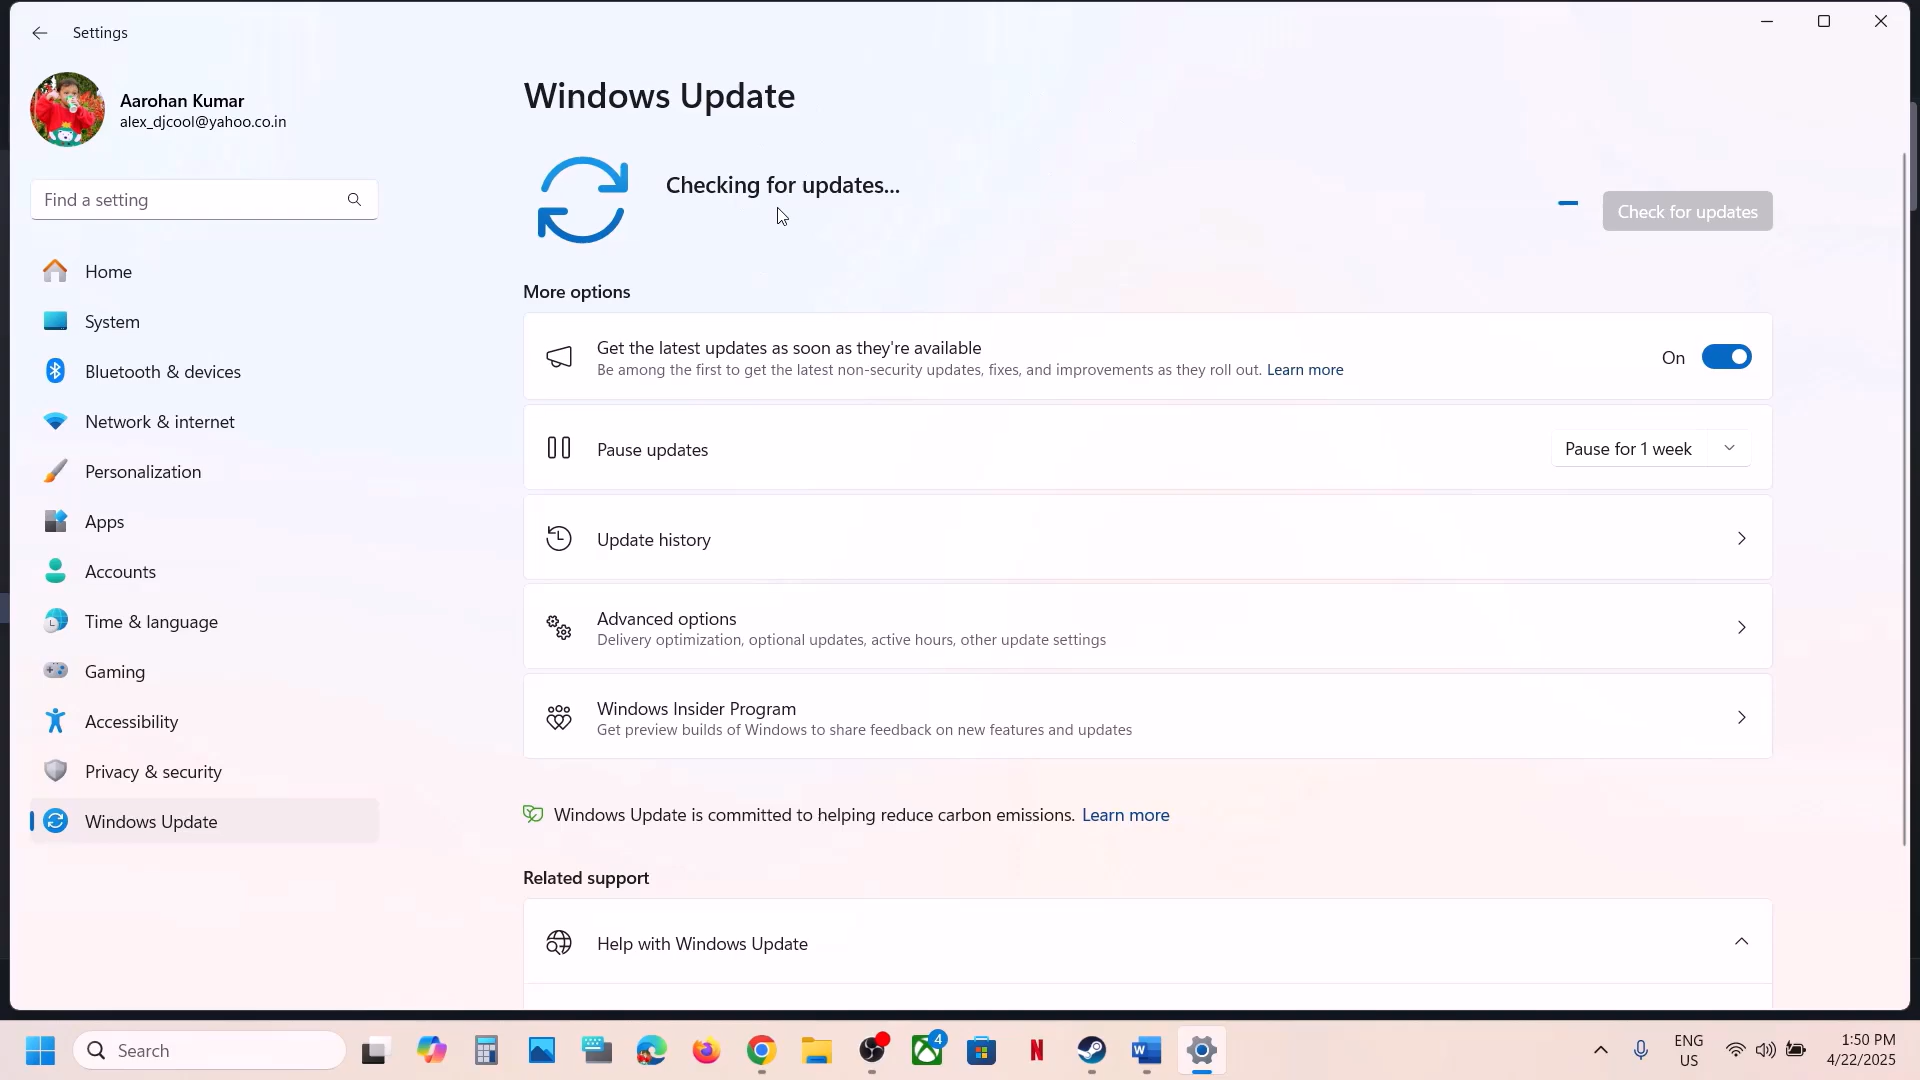 Settings
Aarohan Kumar
alex_djcool@yahoo.co.in
Find a setting
Home
System
Bluetooth & devices
Network & internet
Personalization
Apps
Accounts
Time & language
Gaming
Accessibility
Privacy & security
Windows Update
Windows Update
Checking for updates...
Check for updates
More options
Get the latest updates as soon as they're available
Be among the first to get the latest non-security updates, fixes, and improvements as they roll out. Learn more
On
Pause updates
Pause for 1 week
Update history
Advanced options
Delivery optimization, optional updates, active hours, other update settings
Windows Insider Program
Get preview builds of Windows to share feedback on new features and updates
Windows Update is committed to helping reduce carbon emissions. Learn more
Related support
Help with Windows Update
Search
4
N
W
ENG
US
1:50 PM
4/22/2025